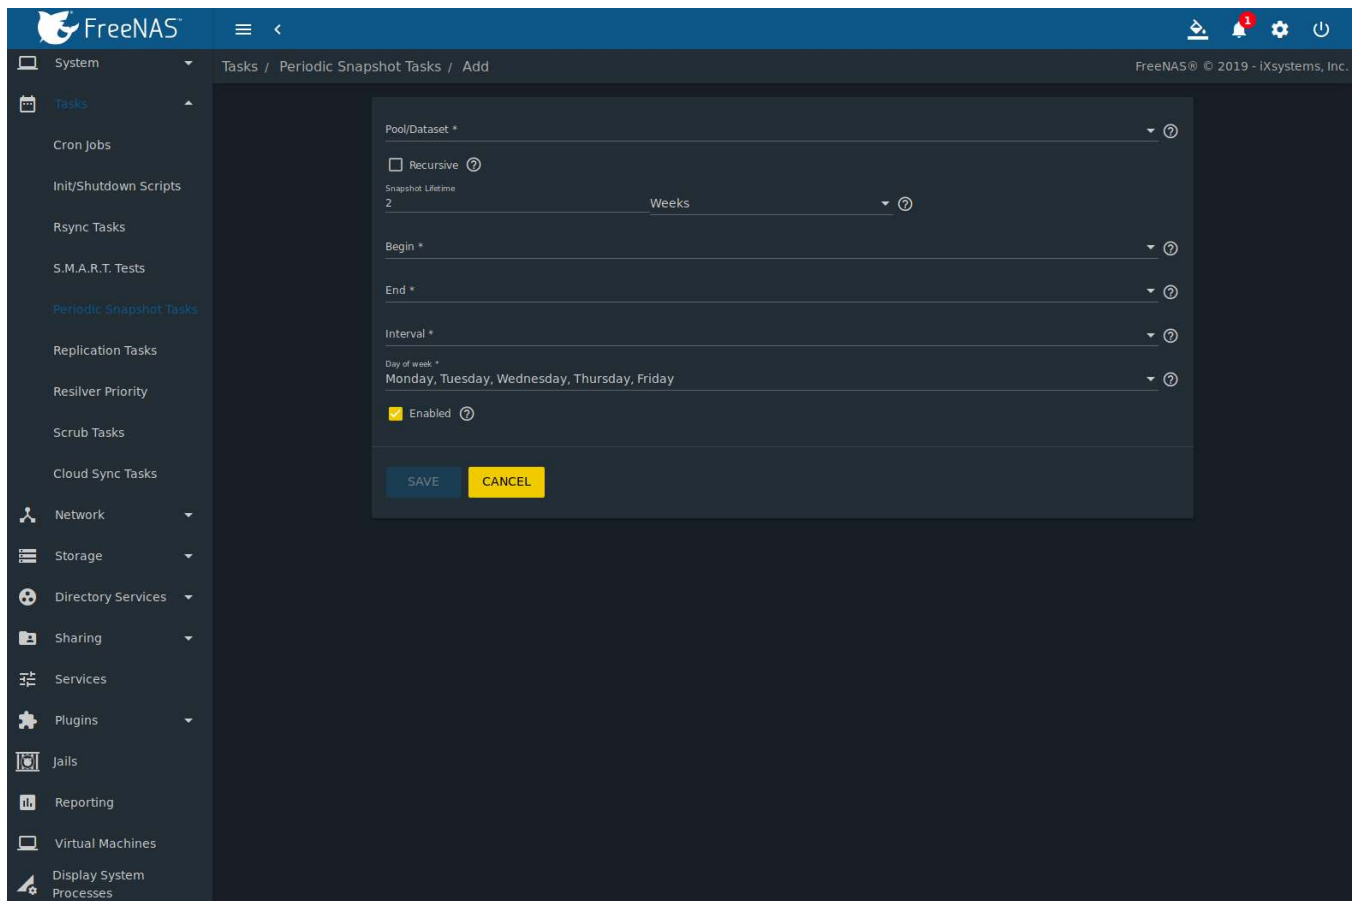 FreeNAS™
1
System
Tasks / Periodic Snapshot Tasks / Add
FreeNAS® © 2019 - iXsystems, Inc.
Tasks
Cron Jobs
Init/Shutdown Scripts
Rsync Tasks
S.M.A.R.T. Tests
Periodic Snapshot Tasks
Replication Tasks
Resilver Priority
Scrub Tasks
Cloud Sync Tasks
Network
Storage
Directory Services
Sharing
Services
Plugins
Jails
Reporting
Virtual Machines
Display System
Processes
Pool/Dataset *
Recursive
Snapshot Lifetime
2 Weeks
Begin *
End *
Interval *
Day of week *
Monday, Tuesday, Wednesday, Thursday, Friday
Enabled
SAVE CANCEL